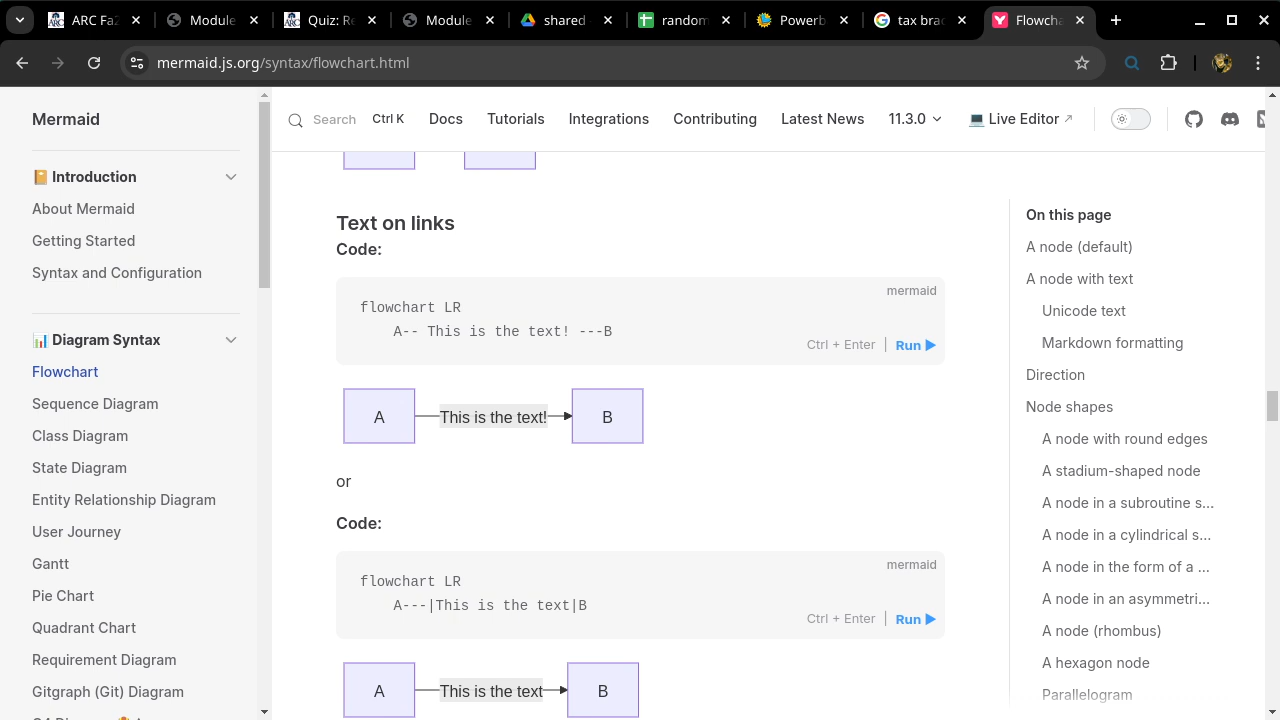 ARC Fa2
Module
Quiz: Re
Module
shared
random
Powerb
tax brac
Flowcha
mermaid.js.org/syntax/flowchart.html
Mermaid
Search
Ctrl K
Docs
Tutorials
Integrations
Contributing
Latest News
11.3.0
💻 Live Editor
📔 Introduction
About Mermaid
Getting Started
Syntax and Configuration
📊 Diagram Syntax
Flowchart
Sequence Diagram
Class Diagram
State Diagram
Entity Relationship Diagram
User Journey
Gantt
Pie Chart
Quadrant Chart
Requirement Diagram
Gitgraph (Git) Diagram
Text on links
Code:
mermaid
flowchart LR
A-- This is the text! ---B
Ctrl + Enter | Run ▶
A
This is the text!
B
or
Code:
mermaid
flowchart LR
A---|This is the text|B
Ctrl + Enter | Run ▶
A
This is the text
B
On this page
A node (default)
A node with text
Unicode text
Markdown formatting
Direction
Node shapes
A node with round edges
A stadium-shaped node
A node in a subroutine s...
A node in a cylindrical s...
A node in the form of a ...
A node in an asymmetri...
A node (rhombus)
A hexagon node
Parallelogram